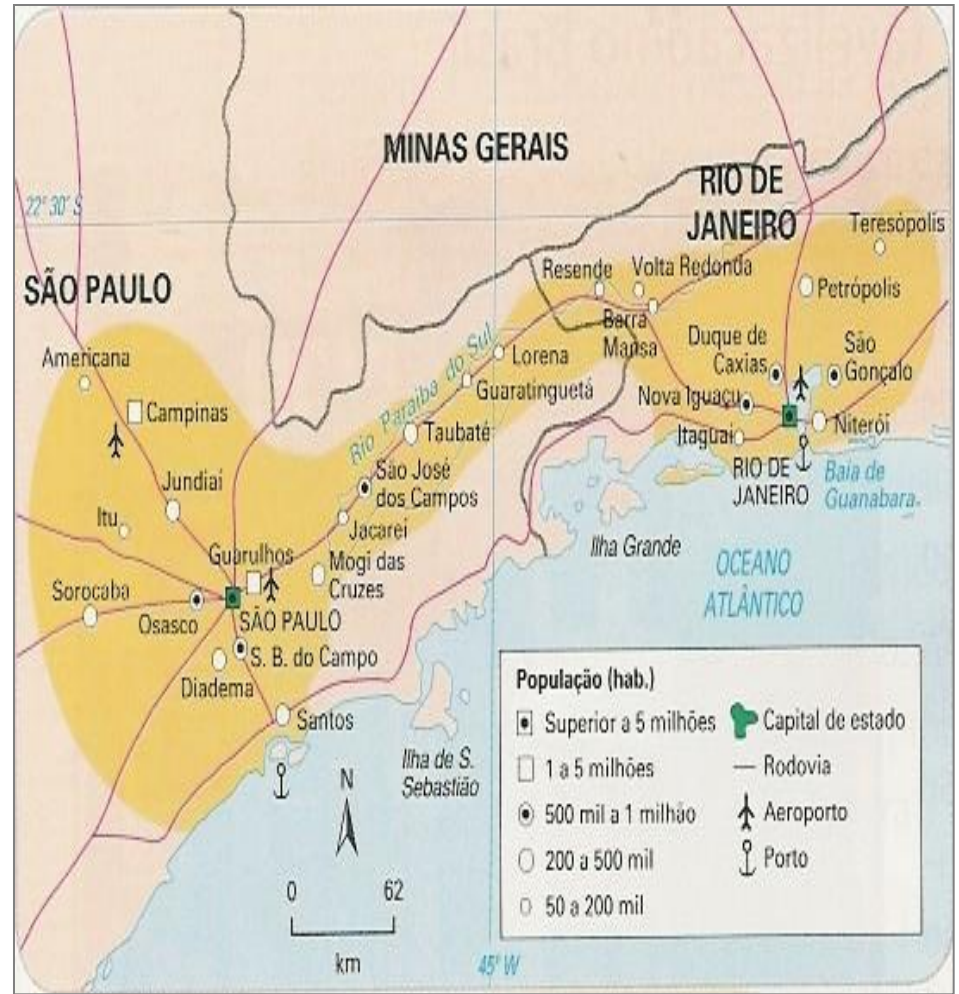 MINAS GERAIS
RIO DE
JANEIRO
22° 30' S
Teresópolis
SÃO PAULO
Resende
Volta Redonda
Petrópolis
Barra
Mansa
Duque de
Caxias
São
Gonçalo
Americana
Rio Paraíba do Sul
Lorena
Guaratinguetá
Nova Iguaçu
Campinas
Taubaté
Itaguaí
Niterói
RIO DE
JANEIRO
Baía de
Guanabara
Jundiaí
São José
dos Campos
Itu
Jacareí
Ilha Grande
Guarulhos
Mogi das
Cruzes
OCEANO
ATLÂNTICO
Sorocaba
Osasco
SÃO PAULO
S. B. do Campo
Diadema
Santos
Ilha de S.
Sebastião
N
0 62
km
45° W
População (hab.)
Superior a 5 milhões
1 a 5 milhões
500 mil a 1 milhão
200 a 500 mil
50 a 200 mil
Capital de estado
Rodovia
Aeroporto
Porto